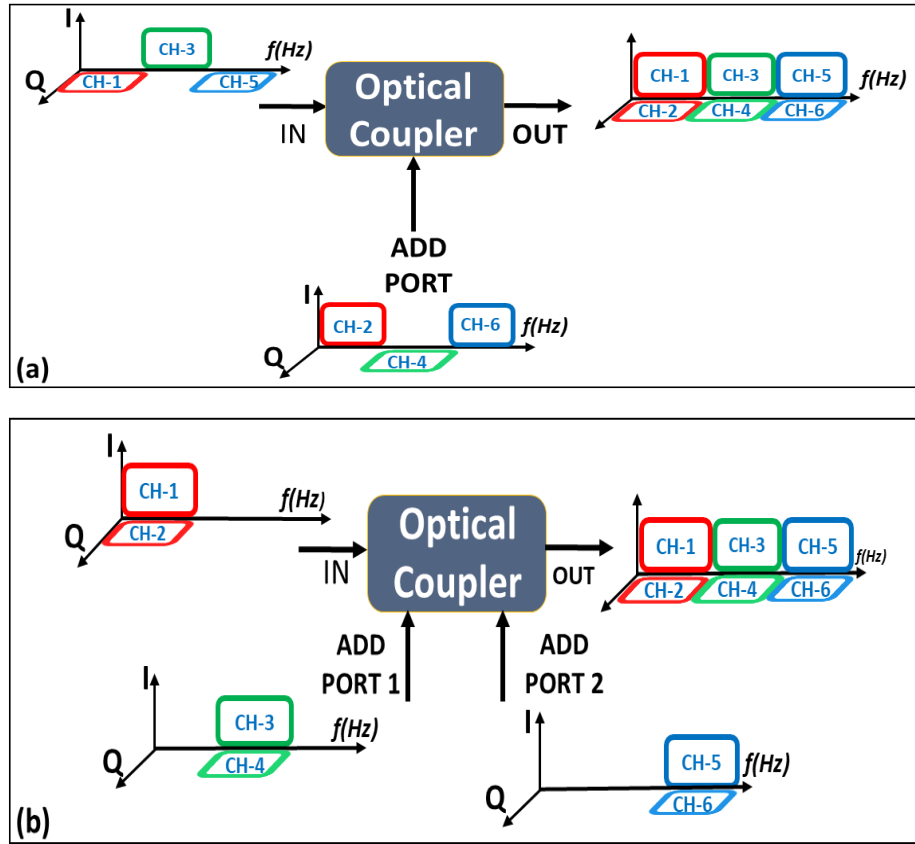 I
CH-3
f(Hz)
Q
CH-1
CH-5
IN
Optical
Coupler
OUT
CH-1
CH-3
CH-5
f(Hz)
CH-2
CH-4
CH-6
ADD
PORT
I
CH-2
CH-6
f(Hz)
Q
CH-4
(a)
I
CH-1
f(Hz)
Q
CH-2
IN
Optical
Coupler
OUT
CH-1
CH-3
CH-5
f(Hz)
CH-2
CH-4
CH-6
ADD
PORT 1
ADD
PORT 2
I
CH-3
f(Hz)
Q
CH-4
I
CH-5
f(Hz)
Q
CH-6
(b)